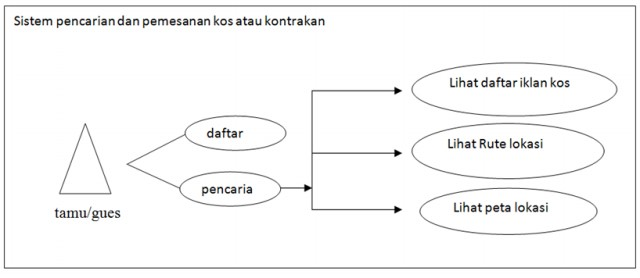 Sistem pencarian dan pemesanan kos atau kontrakan
Lihat daftar iklan kos
daftar
Lihat Rute lokasi
pencaria
Lihat peta lokasi
tamu/gues